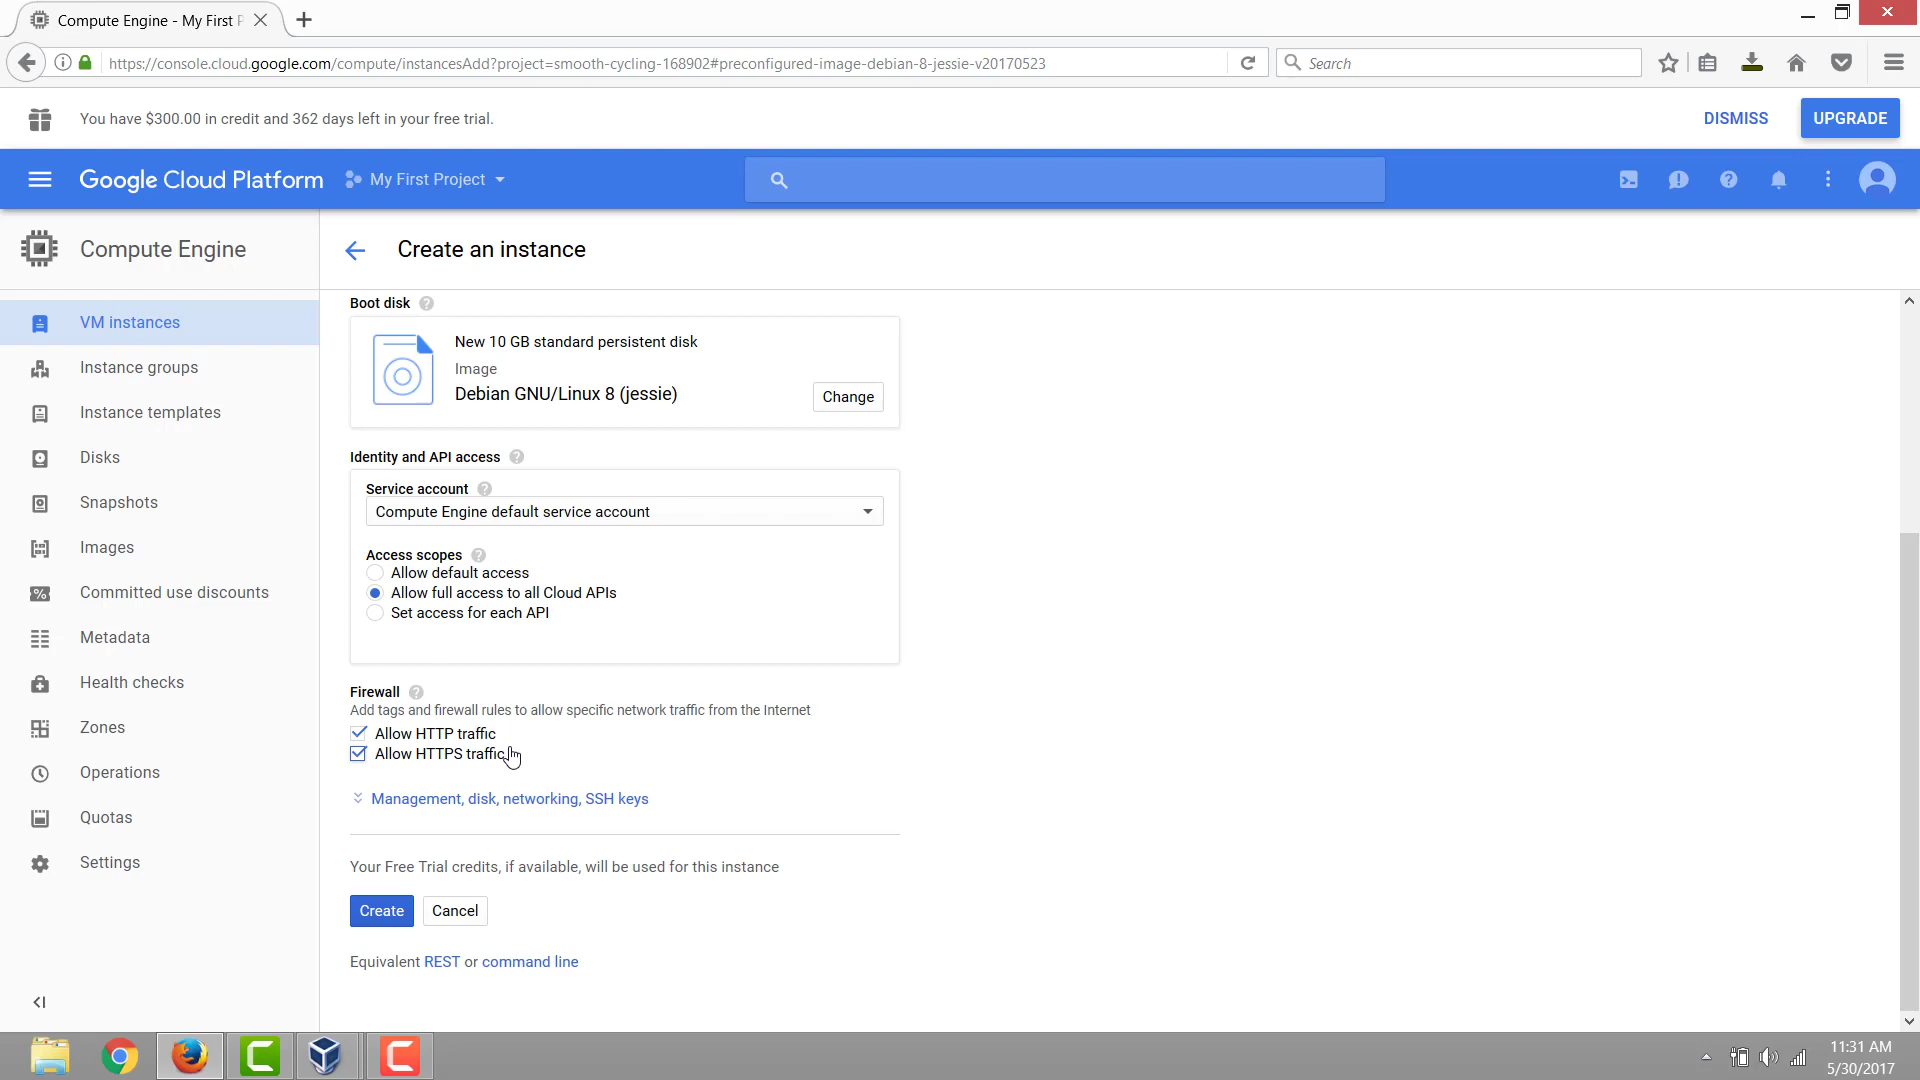 Compute Engine - My First P
https://console.cloud.google.com/compute/instancesAdd?project=smooth-cycling-168902#preconfigured-image-debian-8-jessie-v20170523
Search
You have $300.00 in credit and 362 days left in your free trial.
DISMISS
UPGRADE
Google Cloud Platform
My First Project
Compute Engine
Create an instance
VM instances
Instance groups
Instance templates
Disks
Snapshots
Images
Committed use discounts
Metadata
Health checks
Zones
Operations
Quotas
Settings
Boot disk
New 10 GB standard persistent disk
Image
Debian GNU/Linux 8 (jessie)
Change
Identity and API access
Service account
Compute Engine default service account
Access scopes
Allow default access
Allow full access to all Cloud APIs
Set access for each API
Firewall
Add tags and firewall rules to allow specific network traffic from the Internet
Allow HTTP traffic
Allow HTTPS traffic
Management, disk, networking, SSH keys
Your Free Trial credits, if available, will be used for this instance
Create
Cancel
Equivalent REST or command line
11:31 AM
5/30/2017